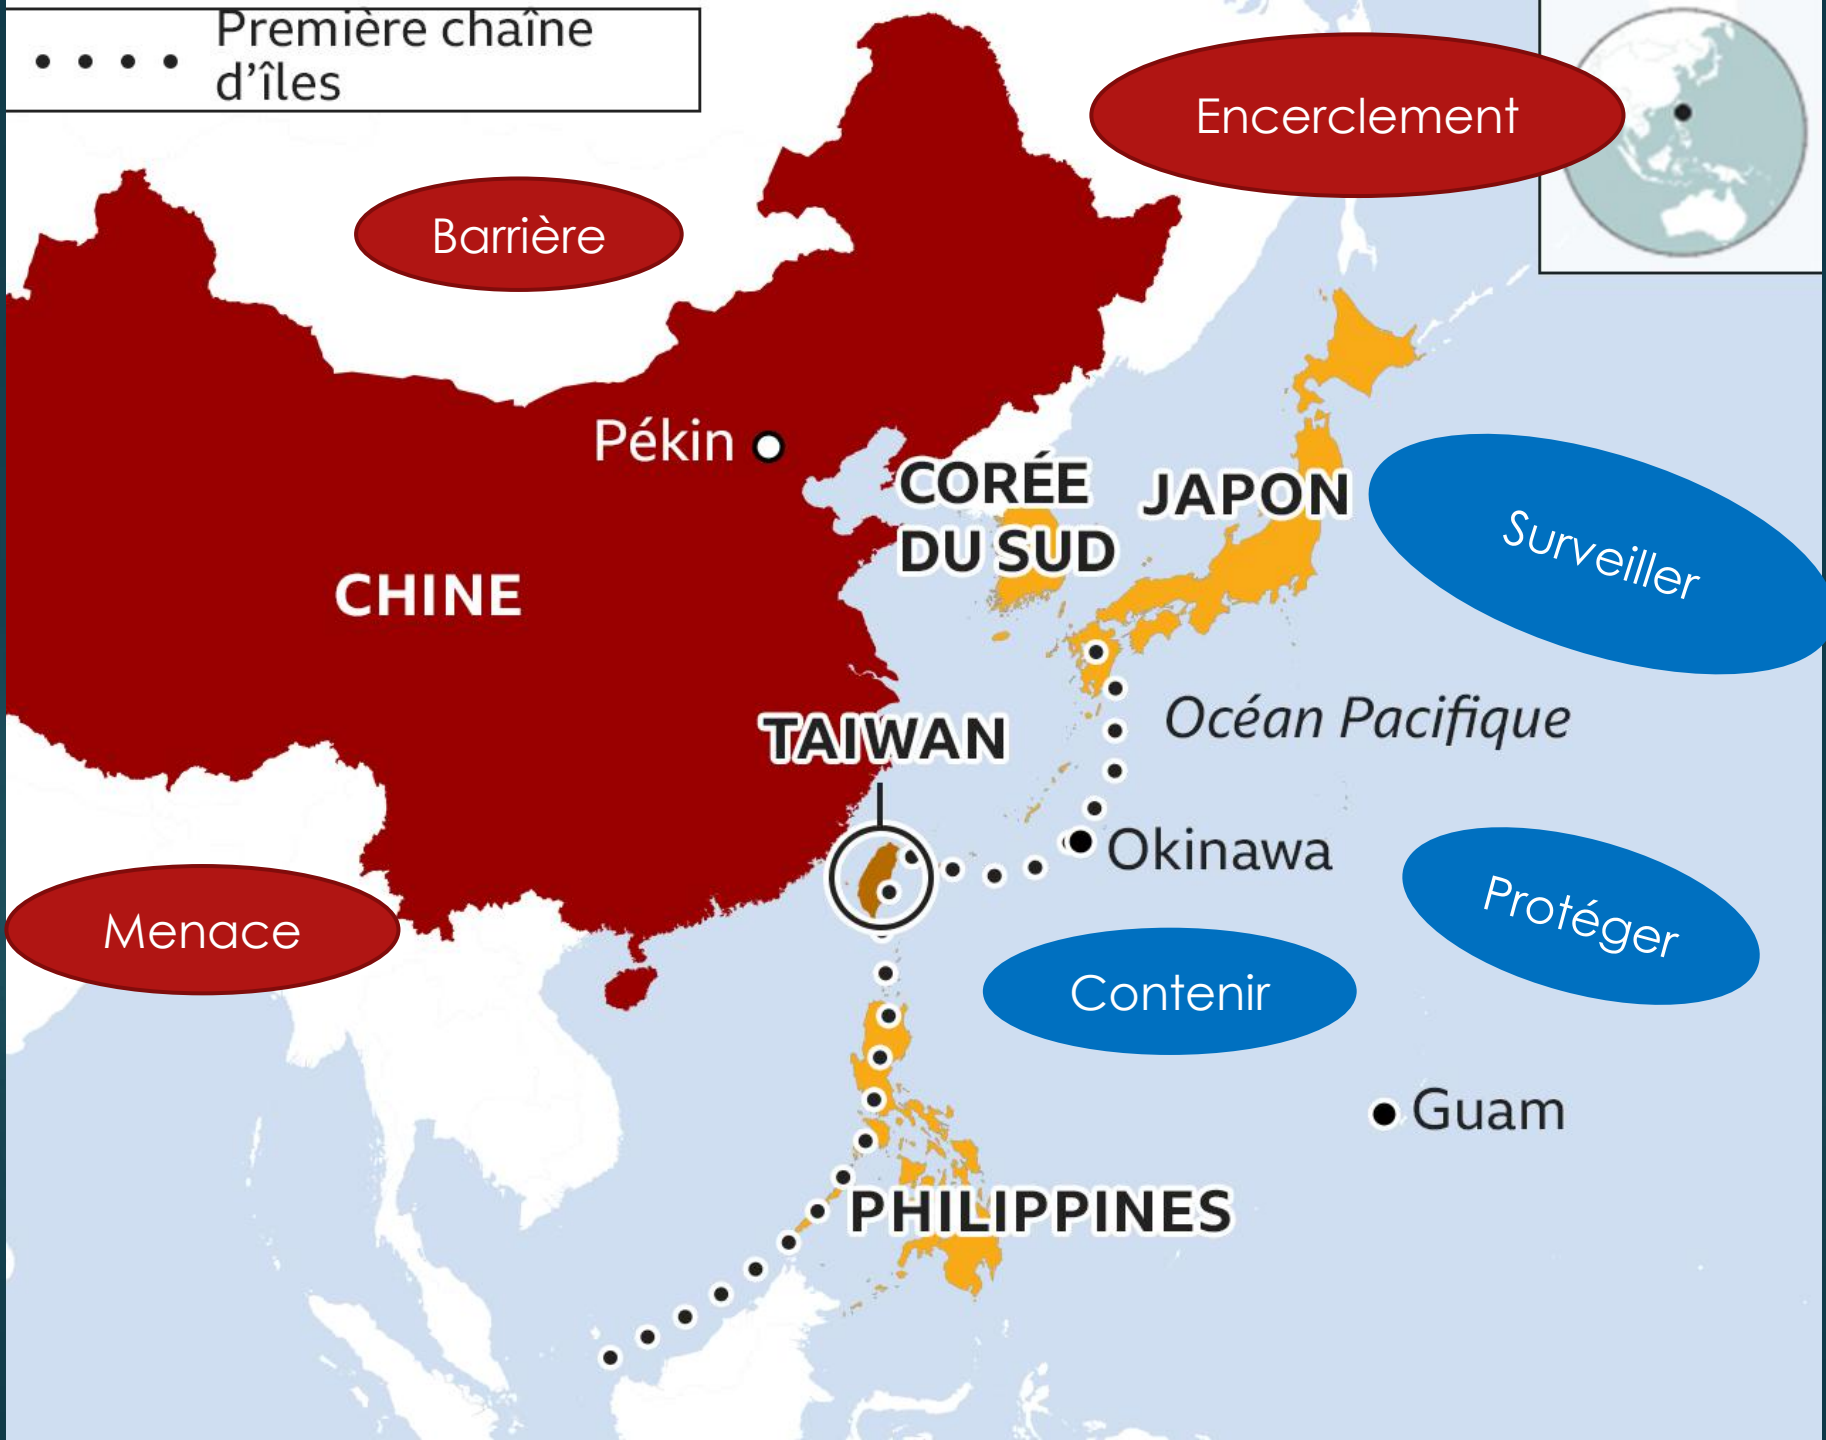 Première chaîne
d'îles
Encerclement
Barrière
Pékin
CORÉE
DU SUD
JAPON
Surveiller
CHINE
Océan Pacifique
TAIWAN
Okinawa
Protéger
Menace
Contenir
Guam
PHILIPPINES